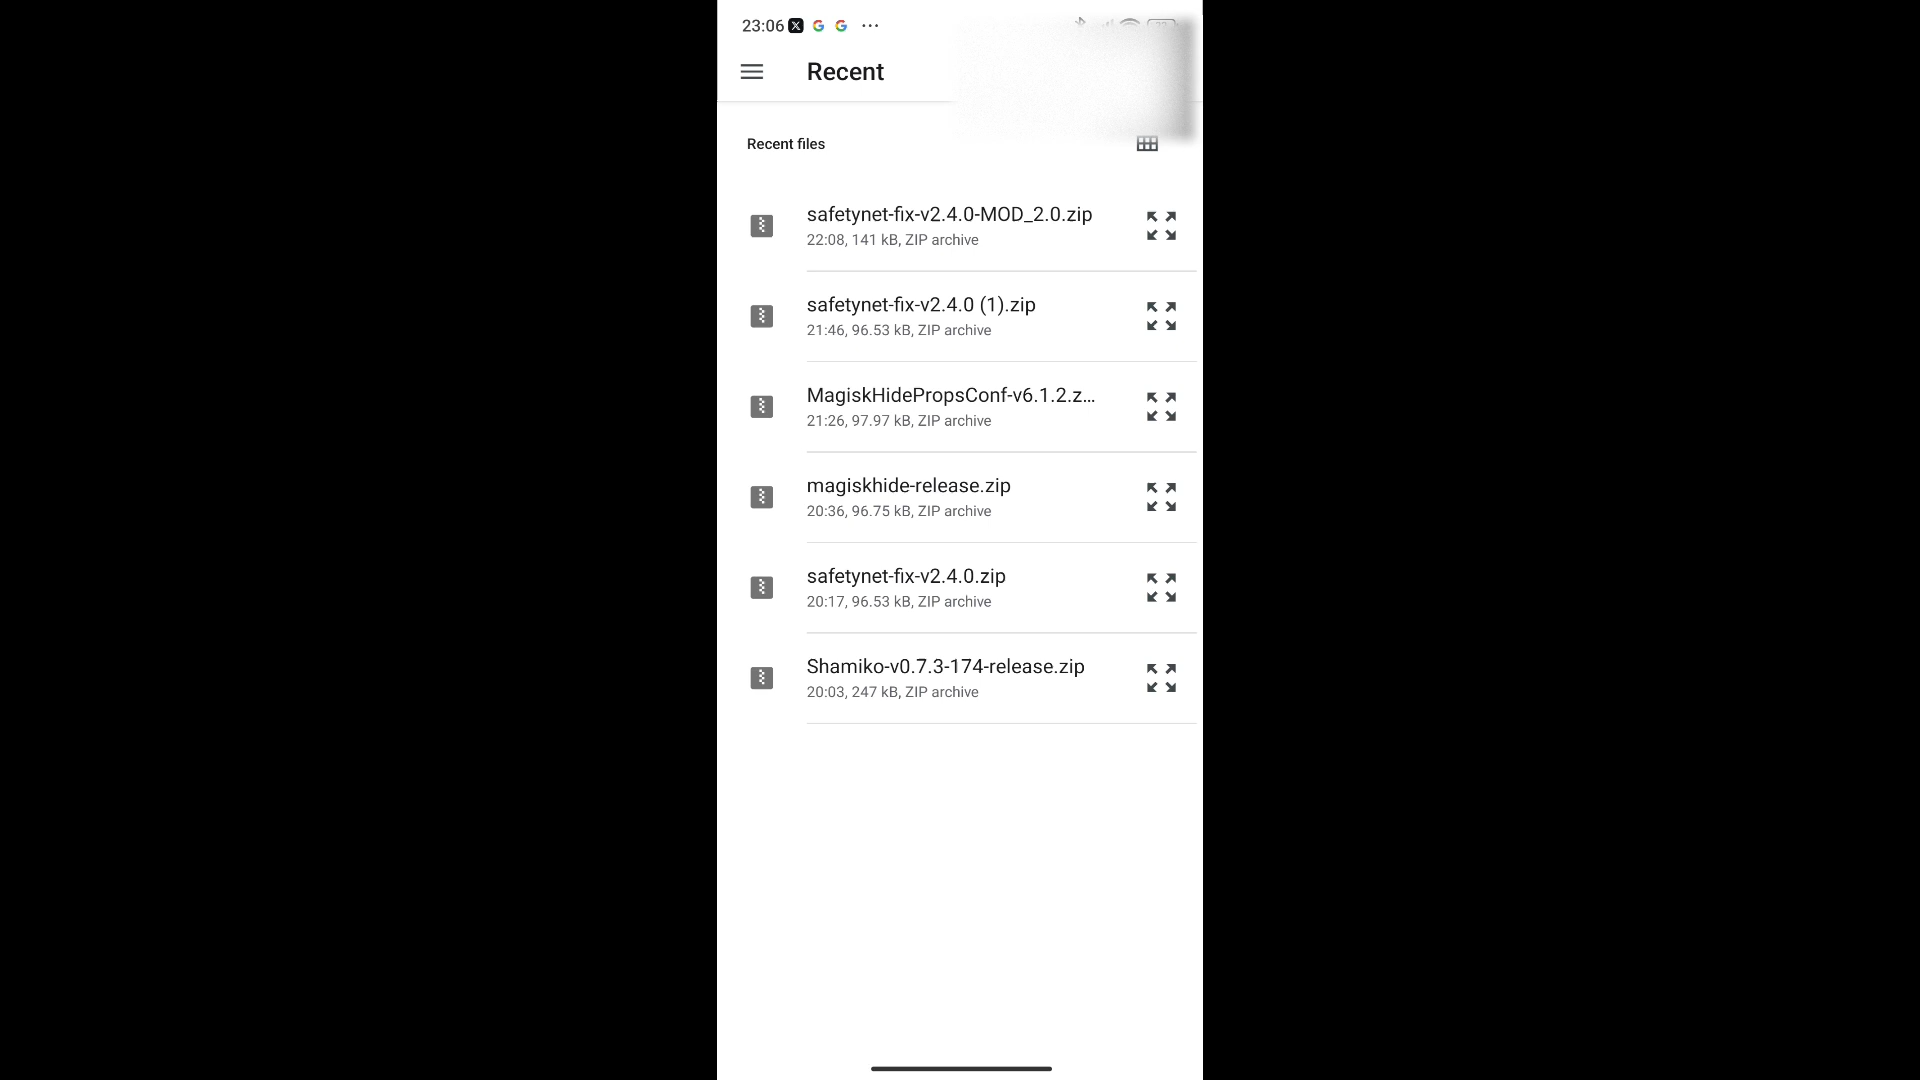 23:06
Recent
Recent files
safetynet-fix-v2.4.0-MOD_2.0.zip
22:08, 141 kB, ZIP archive
safetynet-fix-v2.4.0 (1).zip
21:46, 96.53 kB, ZIP archive
MagiskHidePropsConf-v6.1.2.z...
21:26, 97.97 kB, ZIP archive
magiskhide-release.zip
20:36, 96.75 kB, ZIP archive
safetynet-fix-v2.4.0.zip
20:17, 96.53 kB, ZIP archive
Shamiko-v0.7.3-174-release.zip
20:03, 247 kB, ZIP archive